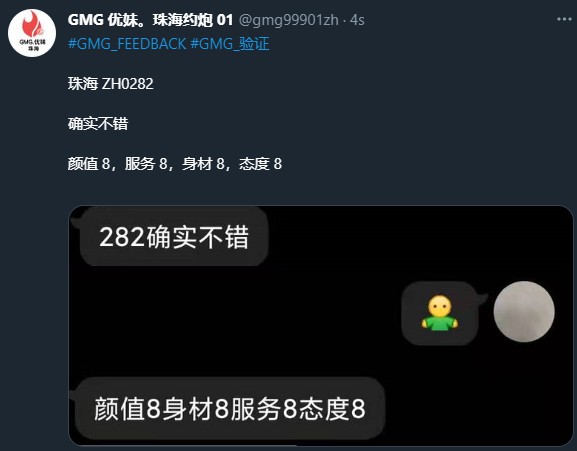 GMG 优妹。珠海约炮 01 @gmg99901zh · 4s
#GMG_FEEDBACK #GMG_验证
珠海 ZH0282
确实不错
颜值 8，服务 8，身材 8，态度 8
GMG.优妹
珠海
282确实不错
颜值8身材8服务8态度8